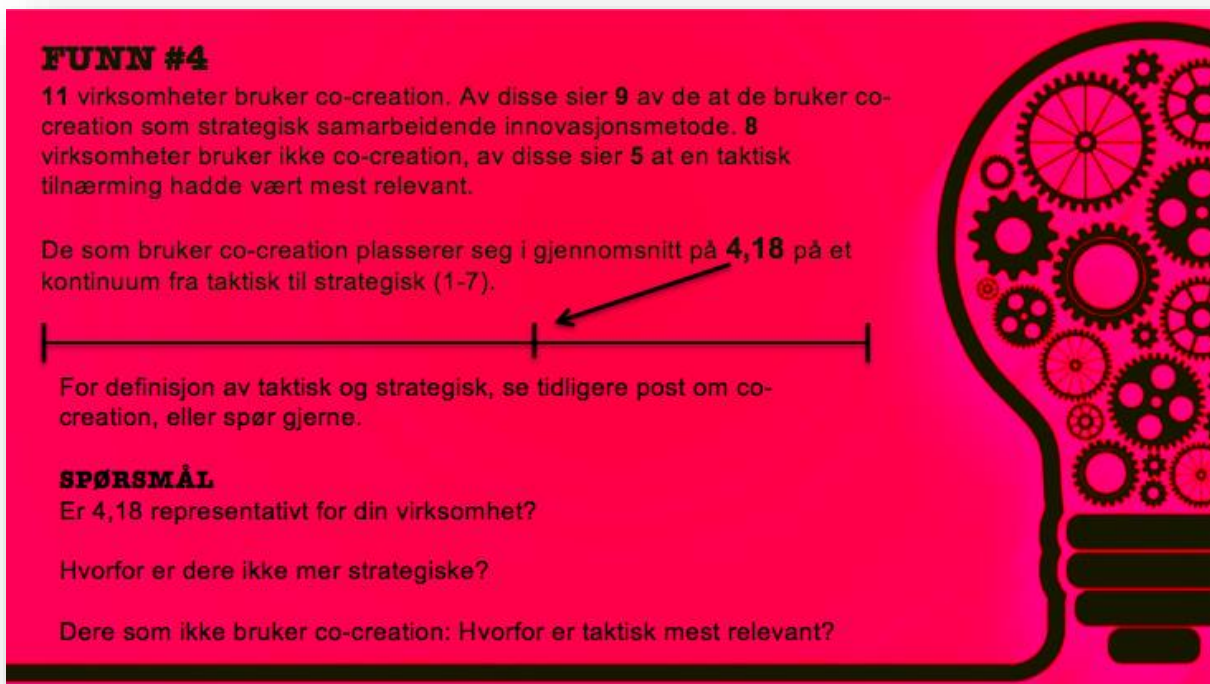 FUNN #4
11 virksomheter bruker co-creation. Av disse sier 9 av de at de bruker co-
creation som strategisk samarbeidende innovasjonsmetode. 8
virksomheter bruker ikke co-creation, av disse sier 5 at en taktisk
tilnærming hadde vært mest relevant.
De som bruker co-creation plasserer seg i gjennomsnitt på 4,18 på et
kontinuum fra taktisk til strategisk (1-7).
For definisjon av taktisk og strategisk, se tidligere post om co-
creation, eller spør gjerne.
SPØRSMÅL
Er 4,18 representativt for din virksomhet?
Hvorfor er dere ikke mer strategiske?
Dere som ikke bruker co-creation: Hvorfor er taktisk mest relevant?